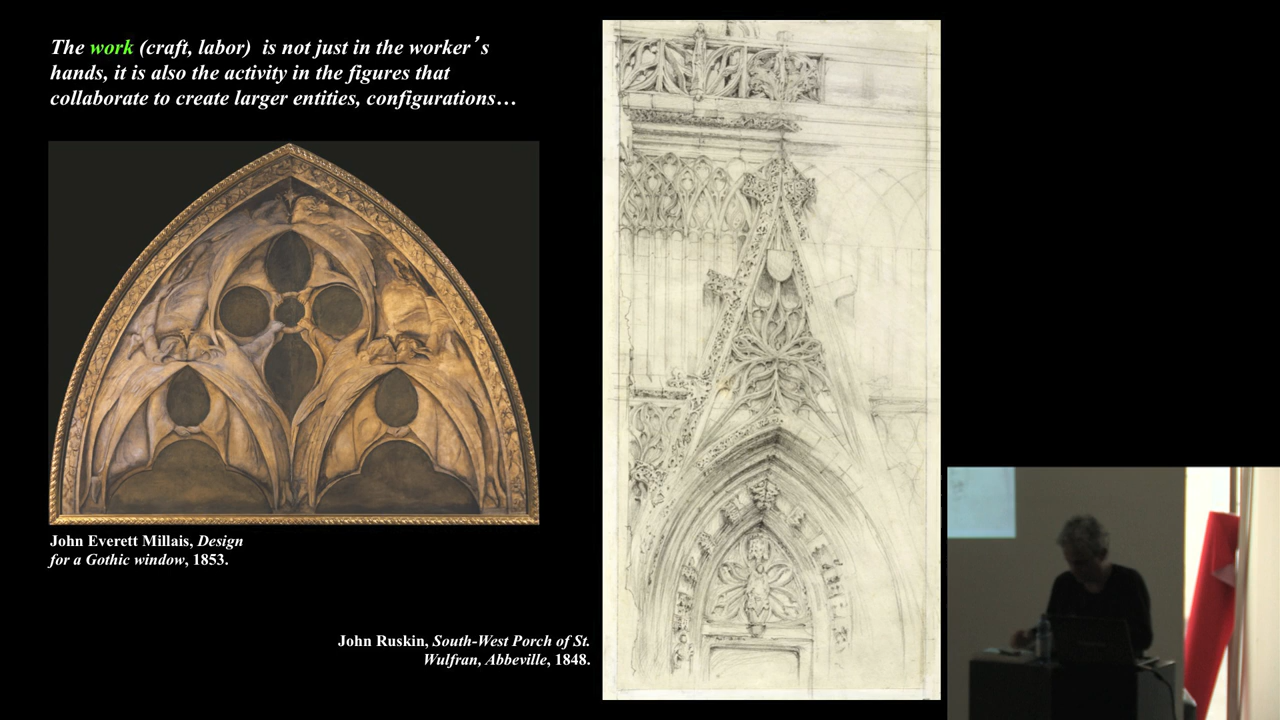 The work (craft, labor) is not just in the worker's
hands, it is also the activity in the figures that
collaborate to create larger entities, configurations…
John Everett Millais, Design
for a Gothic window, 1853.
John Ruskin, South-West Porch of St.
Wulfran, Abbeville, 1848.